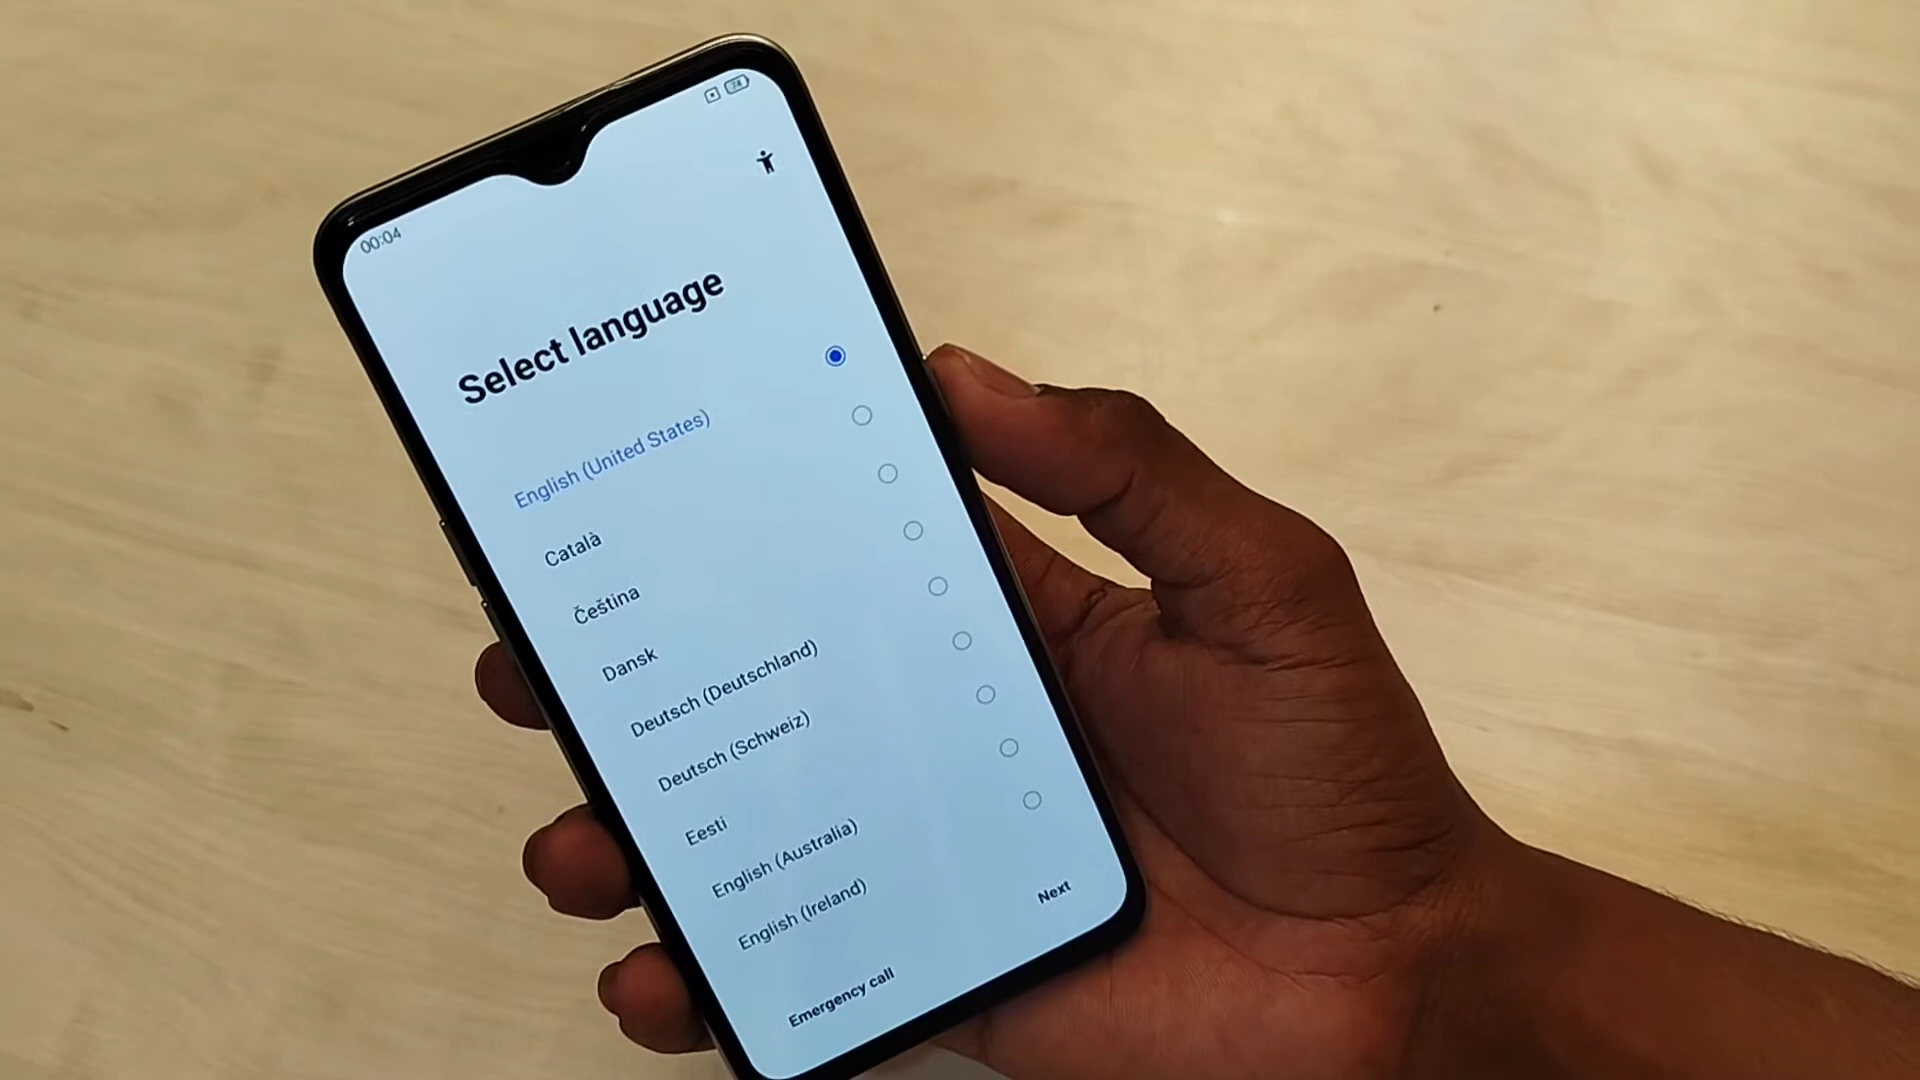 00:04
74
Select language
English (United States)
Català
Čeština
Dansk
Deutsch (Deutschland)
Deutsch (Schweiz)
Eesti
English (Australia)
English (Ireland)
Next
Emergency call